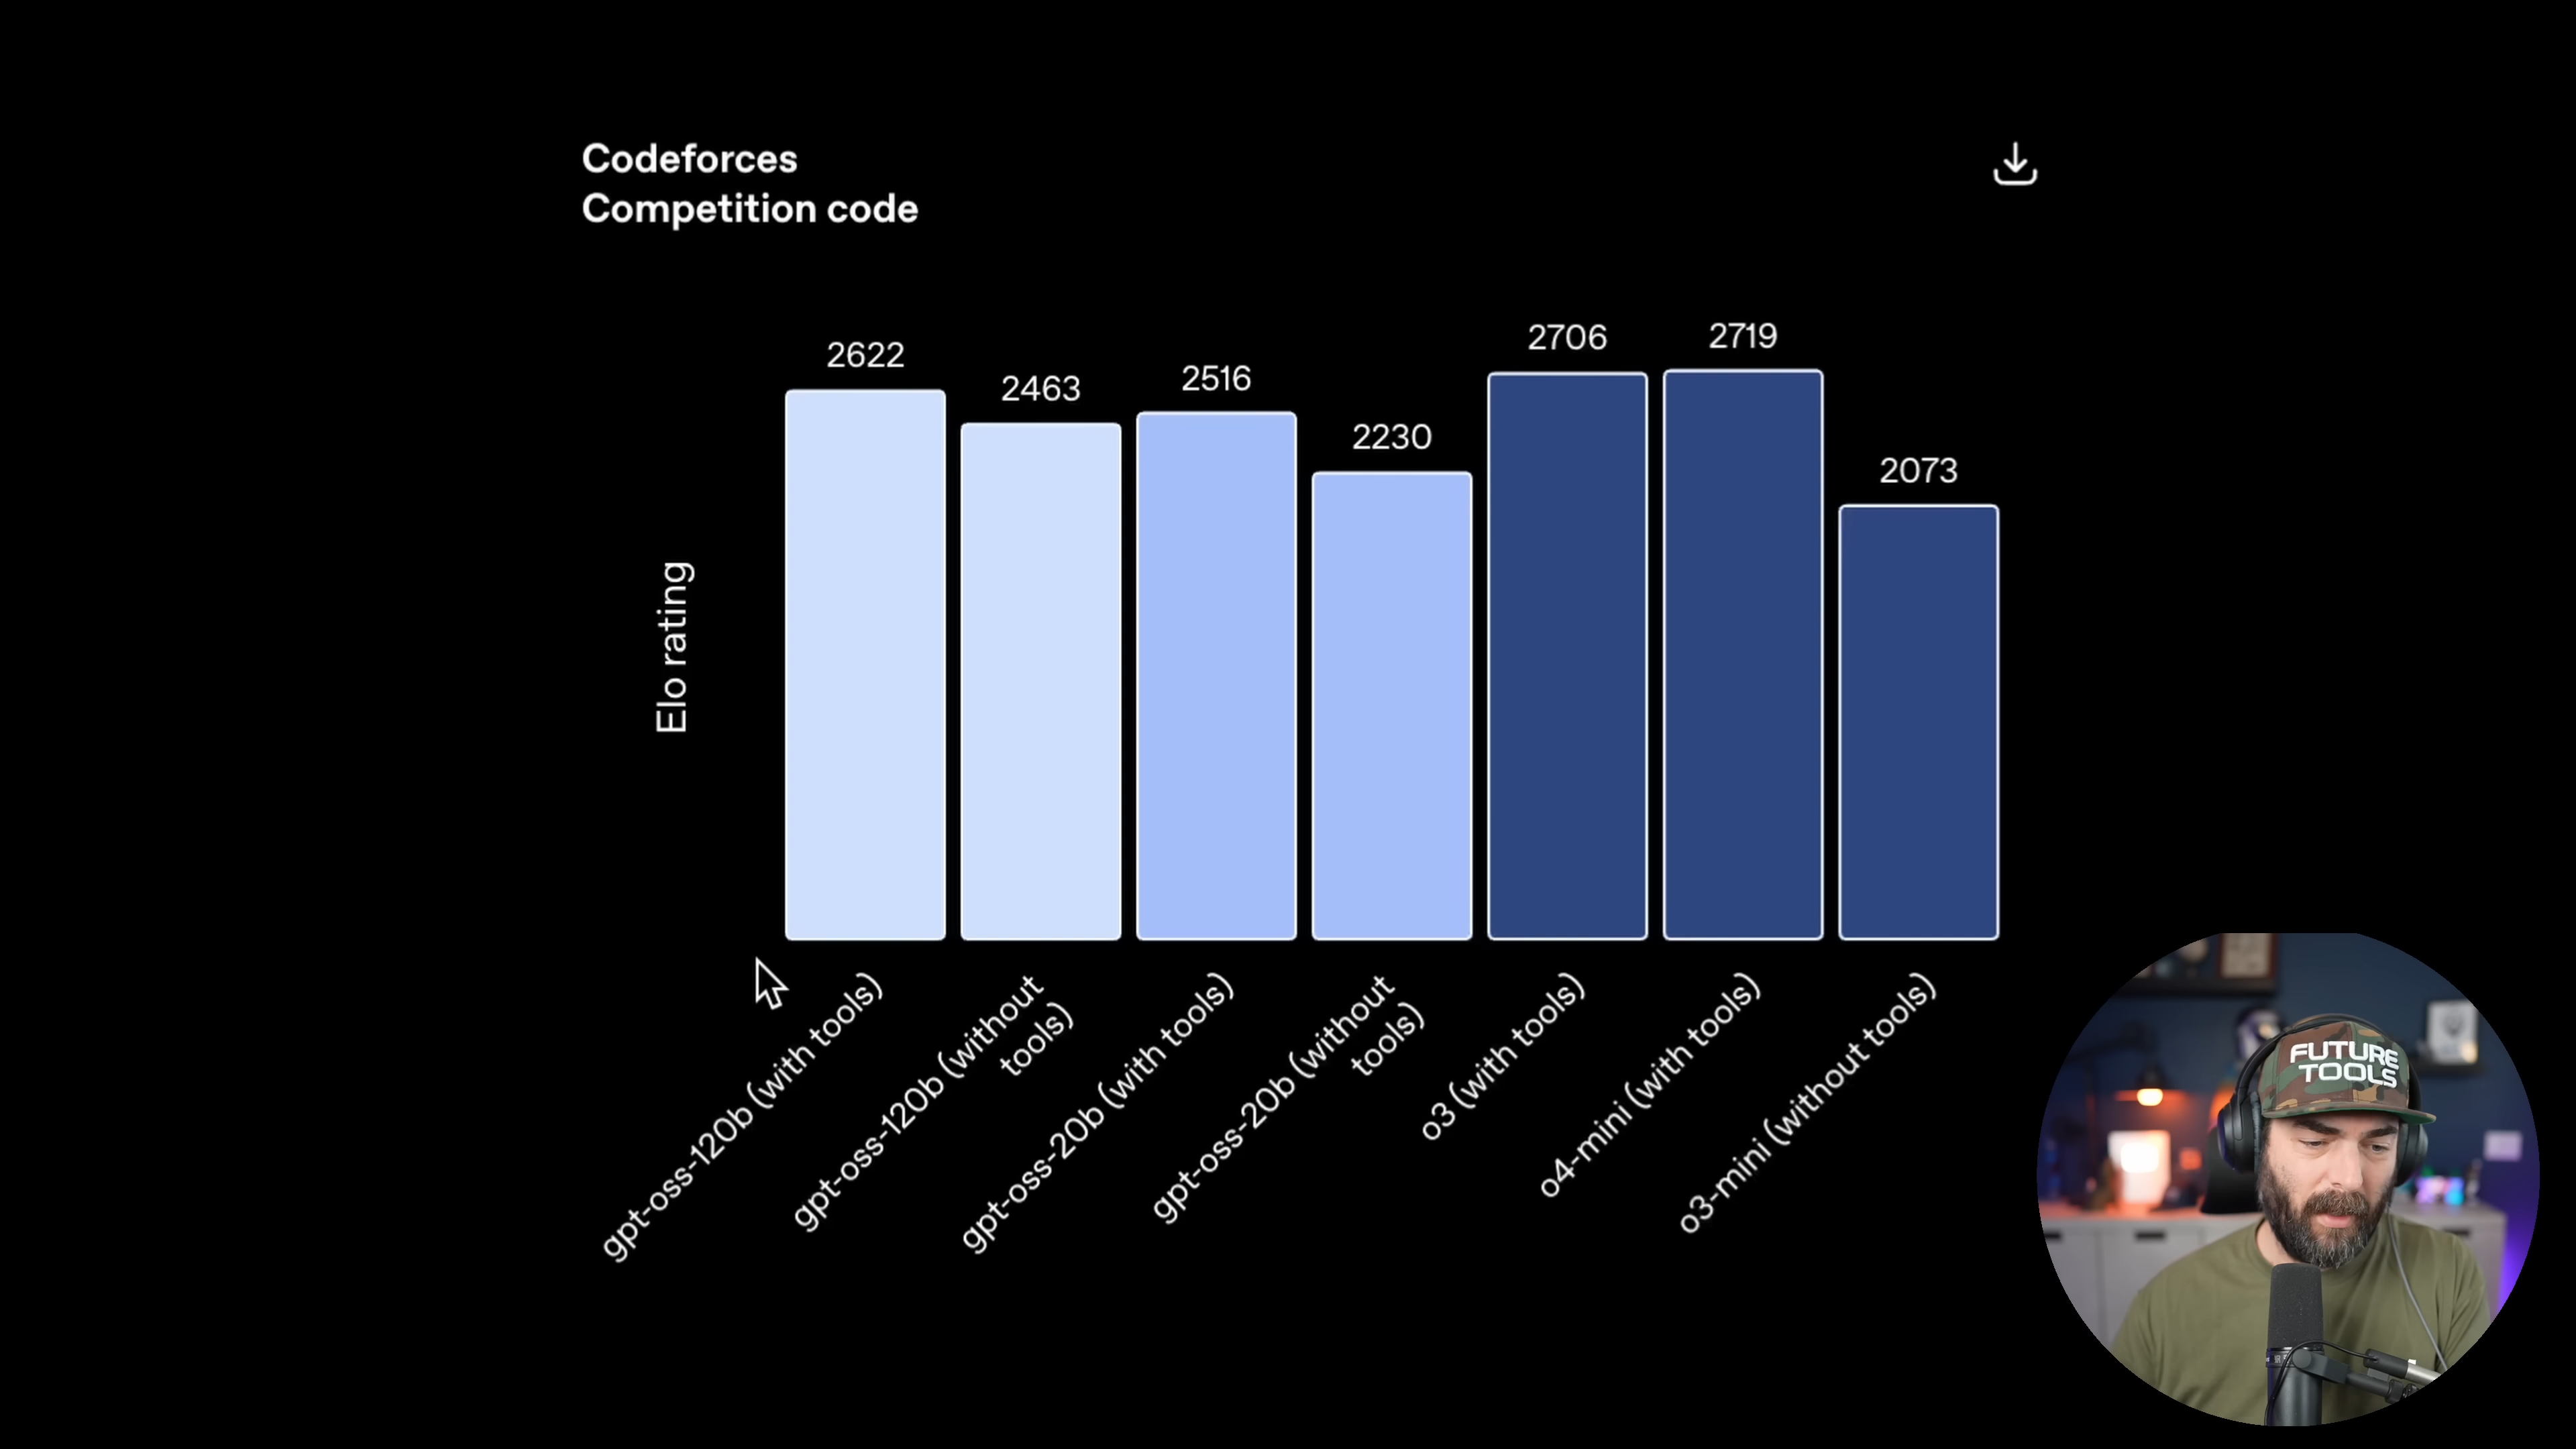 Codeforces
Competition code
2622
2463
2516
2230
2706
2719
2073
Elo rating
gpt-oss-120b (with tools)
gpt-oss-120b (without
tools)
gpt-oss-20b (with tools)
gpt-oss-20b (without
tools)
o3 (with tools)
o4-mini (with tools)
o3-mini (without tools)
FUTURE
TOOLS